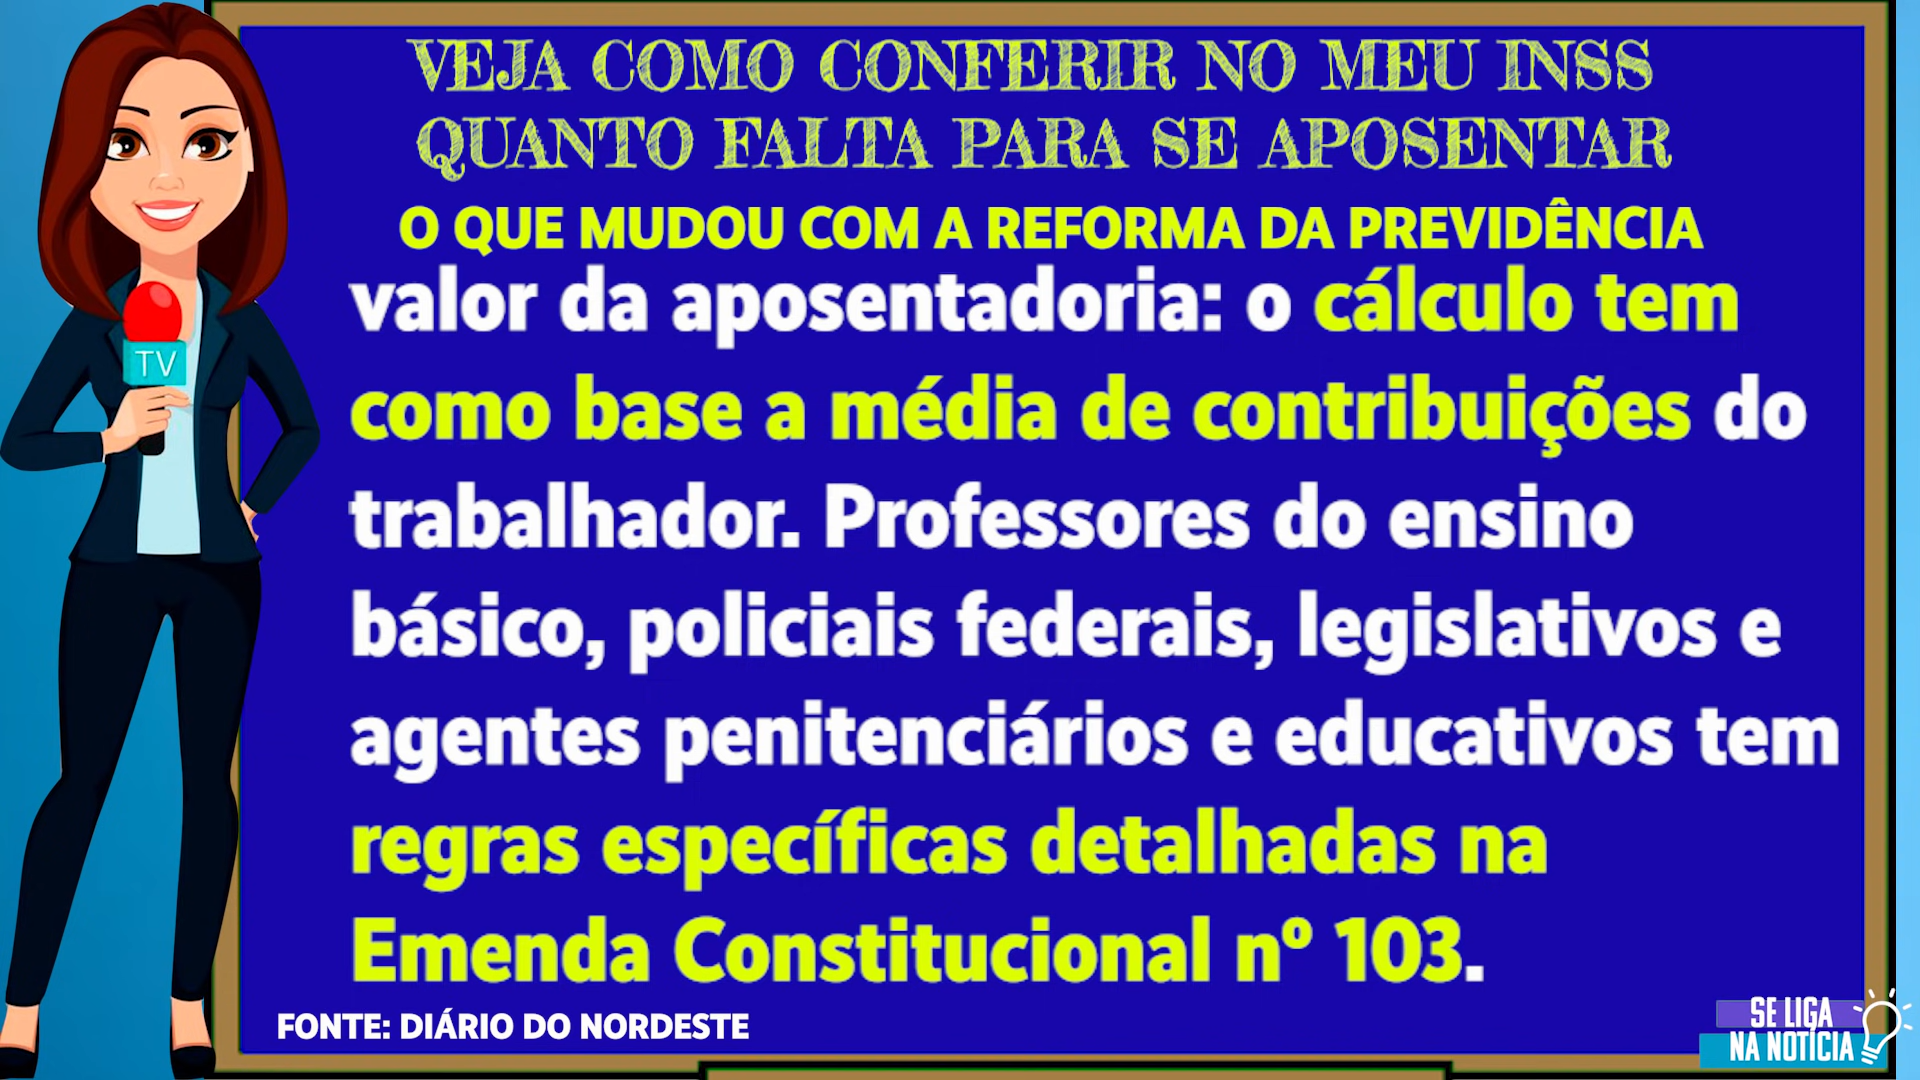 VEJA COMO CONFERIR NO MEU INSS
QUANTO FALTA PARA SE APOSENTAR
O QUE MUDOU COM A REFORMA DA PREVIDÊNCIA
valor da aposentadoria: o cálculo tem
como base a média de contribuições do
trabalhador. Professores do ensino
básico, policiais federais, legislativos e
agentes penitenciários e educativos tem
regras específicas detalhadas na
Emenda Constitucional nº 103.
TV
FONTE: DIÁRIO DO NORDESTE
SE LIGA
NA NOTÍCIA